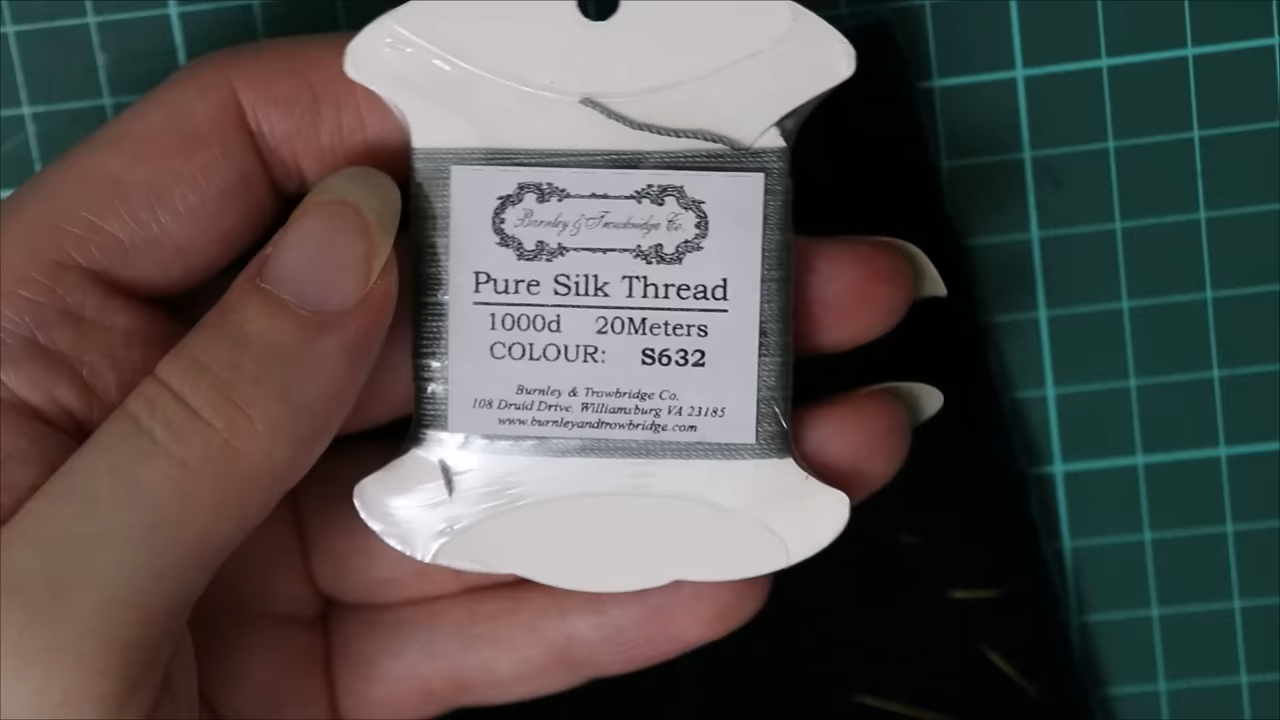 Burnley & Trowbridge Co.
Pure Silk Thread
1000d 20Meters
COLOUR: S632
Burnley & Trowbridge Co.
108 Druid Drive, Williamsburg VA 23185
www.burnleyandtrowbridge.com